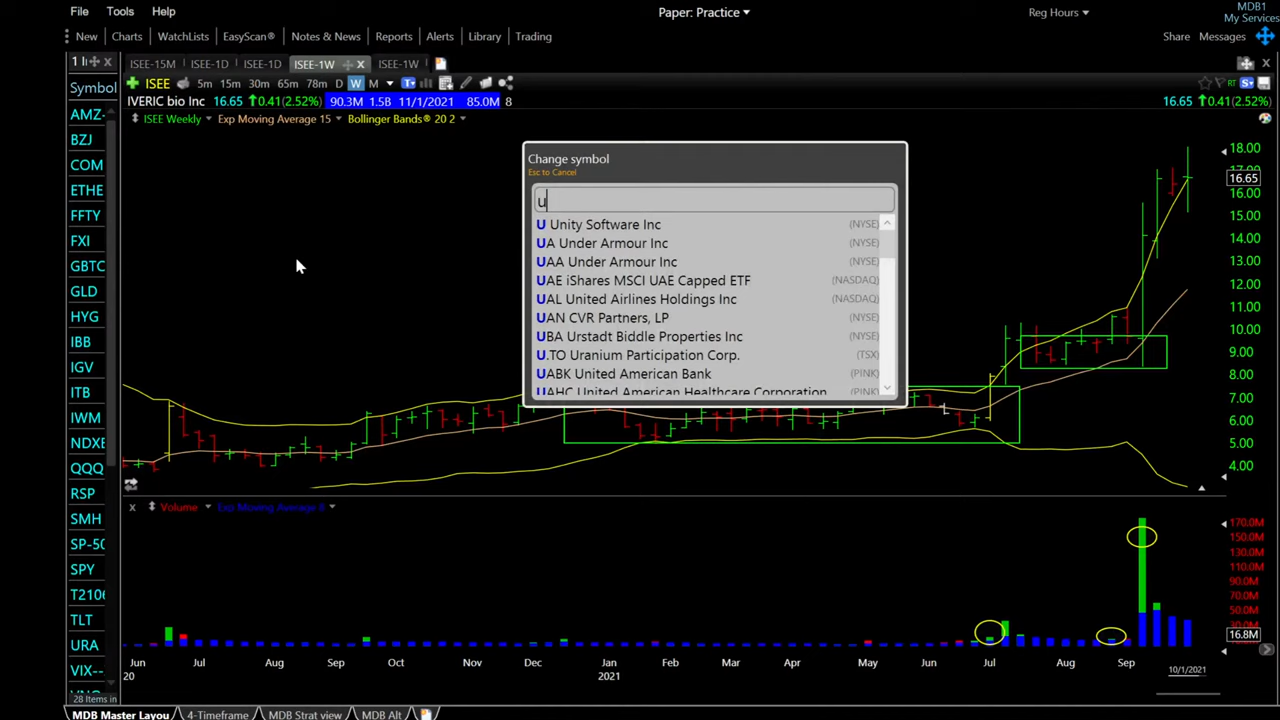 File Tools Help
Paper: Practice
Reg Hours
MDB1
My Services
New Charts WatchLists EasyScan® Notes & News Reports Alerts Library Trading
Share Messages
ISEE-15M ISEE-1D ISEE-1D ISEE-1W ISEE-1W
Symbol
ISEE 5m 15m 30m 65m 78m D W M
RT
IVERIC bio Inc 16.65 0.41(2.52%) 90.3M 1.5B 11/1/2021 85.0M 8
16.65 0.41(2.52%)
ISEE Weekly Exp Moving Average 15 Bollinger Bands® 20 2
AMZ
BZJ
COM
ETHE
FFTY
FXI
GBTC
GLD
HYG
IBB
IGV
ITB
IWM
NDXE
QQQ
RSP
SMH
SP-50
SPY
T2106
TLT
URA
VIX--
28 Items in
Change symbol
Esc to Cancel
u
U Unity Software Inc (NYSE)
UA Under Armour Inc (NYSE)
UAA Under Armour Inc (NYSE)
UAE iShares MSCI UAE Capped ETF (NASDAQ)
UAL United Airlines Holdings Inc (NASDAQ)
UAN CVR Partners, LP (NYSE)
UBA Urstadt Biddle Properties Inc (NYSE)
U.TO Uranium Participation Corp. (TSX)
UABK United American Bank (PINK)
UAHC United American Healthcare Corporation (PINK)
18.00
16.65
15.00
14.00
13.00
12.00
11.00
10.00
9.00
8.00
7.00
6.00
5.00
4.00
x Volume Exp Moving Average 8
170.0M
150.0M
130.0M
110.0M
90.0M
70.0M
50.0M
30.0M
16.8M
Jun Jul Aug Sep Oct Nov Dec Jan Feb Mar Apr May Jun Jul Aug Sep 10/1/2021
20 2021
MDB Master Layou 4-Timeframe MDB Strat view MDB Alt